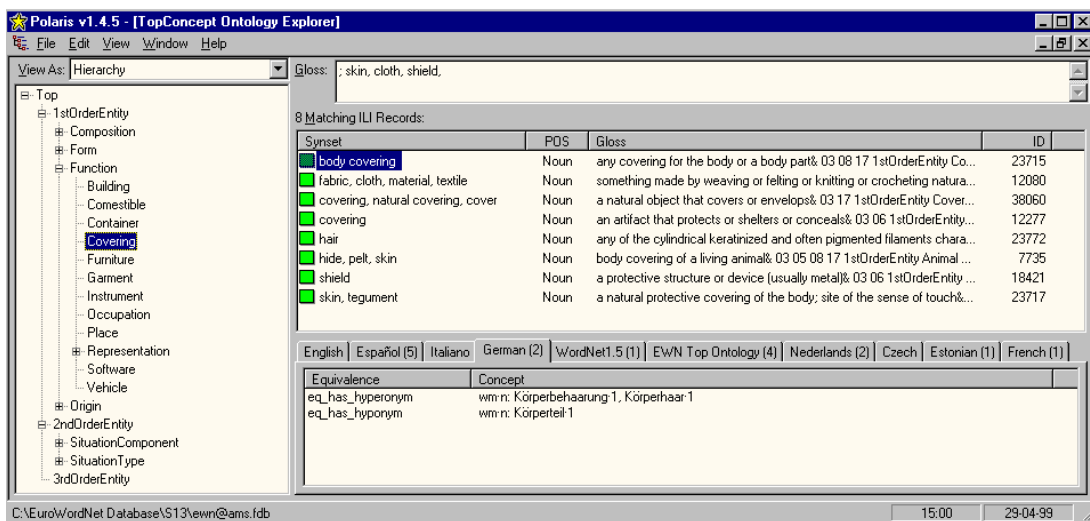 Polaris v1.4.5 - [TopConcept Ontology Explorer]
File Edit View Window Help
View As: Hierarchy
Gloss: ; skin, cloth, shield,
Top
1stOrderEntity
Composition
Form
Function
Building
Comestible
Container
Covering
Furniture
Garment
Instrument
Occupation
Place
Representation
Software
Vehicle
Origin
2ndOrderEntity
SituationComponent
SituationType
3rdOrderEntity
8 Matching ILI Records:
Synset POS Gloss ID
body covering Noun any covering for the body or a body part& 03 08 17 1stOrderEntity Co... 23715
fabric, cloth, material, textile Noun something made by weaving or felting or knitting or crocheting natura... 12080
covering, natural covering, cover Noun a natural object that covers or envelops& 03 17 1stOrderEntity Cover... 38060
covering Noun an artifact that protects or shelters or conceals& 03 06 1stOrderEntity... 12277
hair Noun any of the cylindrical keratinized and often pigmented filaments chara... 23772
hide, pelt, skin Noun body covering of a living animal& 03 05 08 17 1stOrderEntity Animal ... 7735
shield Noun a protective structure or device (usually metal)& 03 06 1stOrderEntity ... 18421
skin, tegument Noun a natural protective covering of the body; site of the sense of touch&... 23717
English Español (5) Italiano German (2) WordNet1.5 (1) EWN Top Ontology (4) Nederlands (2) Czech Estonian (1) French (1)
Equivalence Concept
eq_has_hyperonym wm·n: Körperbehaarung·1, Körperhaar·1
eq_has_hyponym wm·n: Körperteil·1
C:\EuroWordNet Database\S13\ewn@ams.fdb 15:00 29-04-99